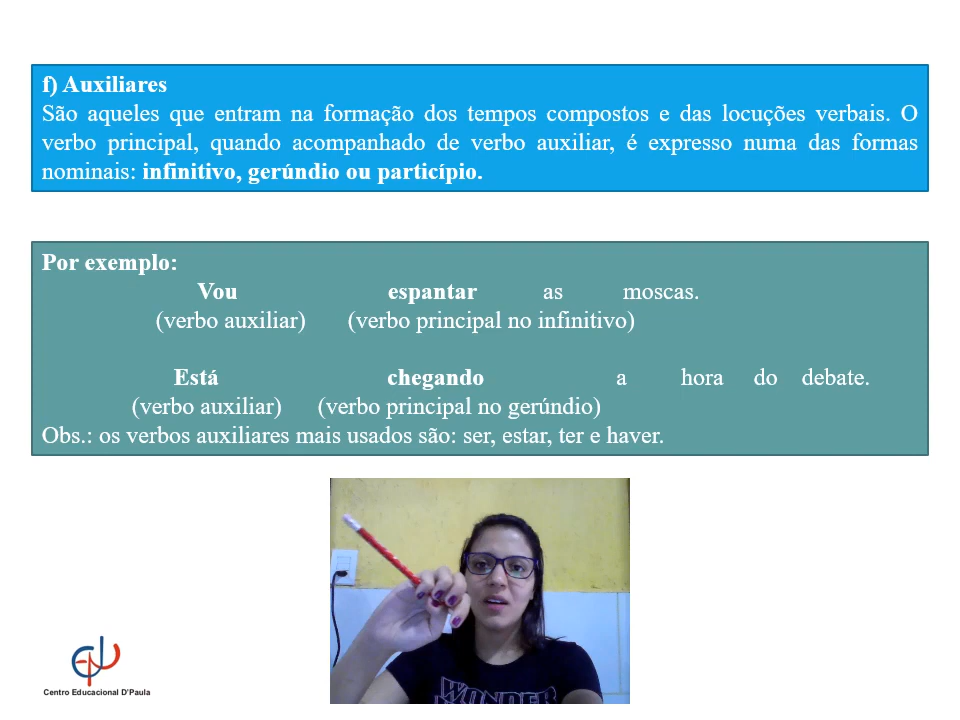 f) Auxiliares
São aqueles que entram na formação dos tempos compostos e das locuções verbais. O
verbo principal, quando acompanhado de verbo auxiliar, é expresso numa das formas
nominais: infinitivo, gerúndio ou particípio.
Por exemplo:
Vou espantar as moscas.
(verbo auxiliar) (verbo principal no infinitivo)
Está chegando a hora do debate.
(verbo auxiliar) (verbo principal no gerúndio)
Obs.: os verbos auxiliares mais usados são: ser, estar, ter e haver.
WONDER
Centro Educacional D'Paula